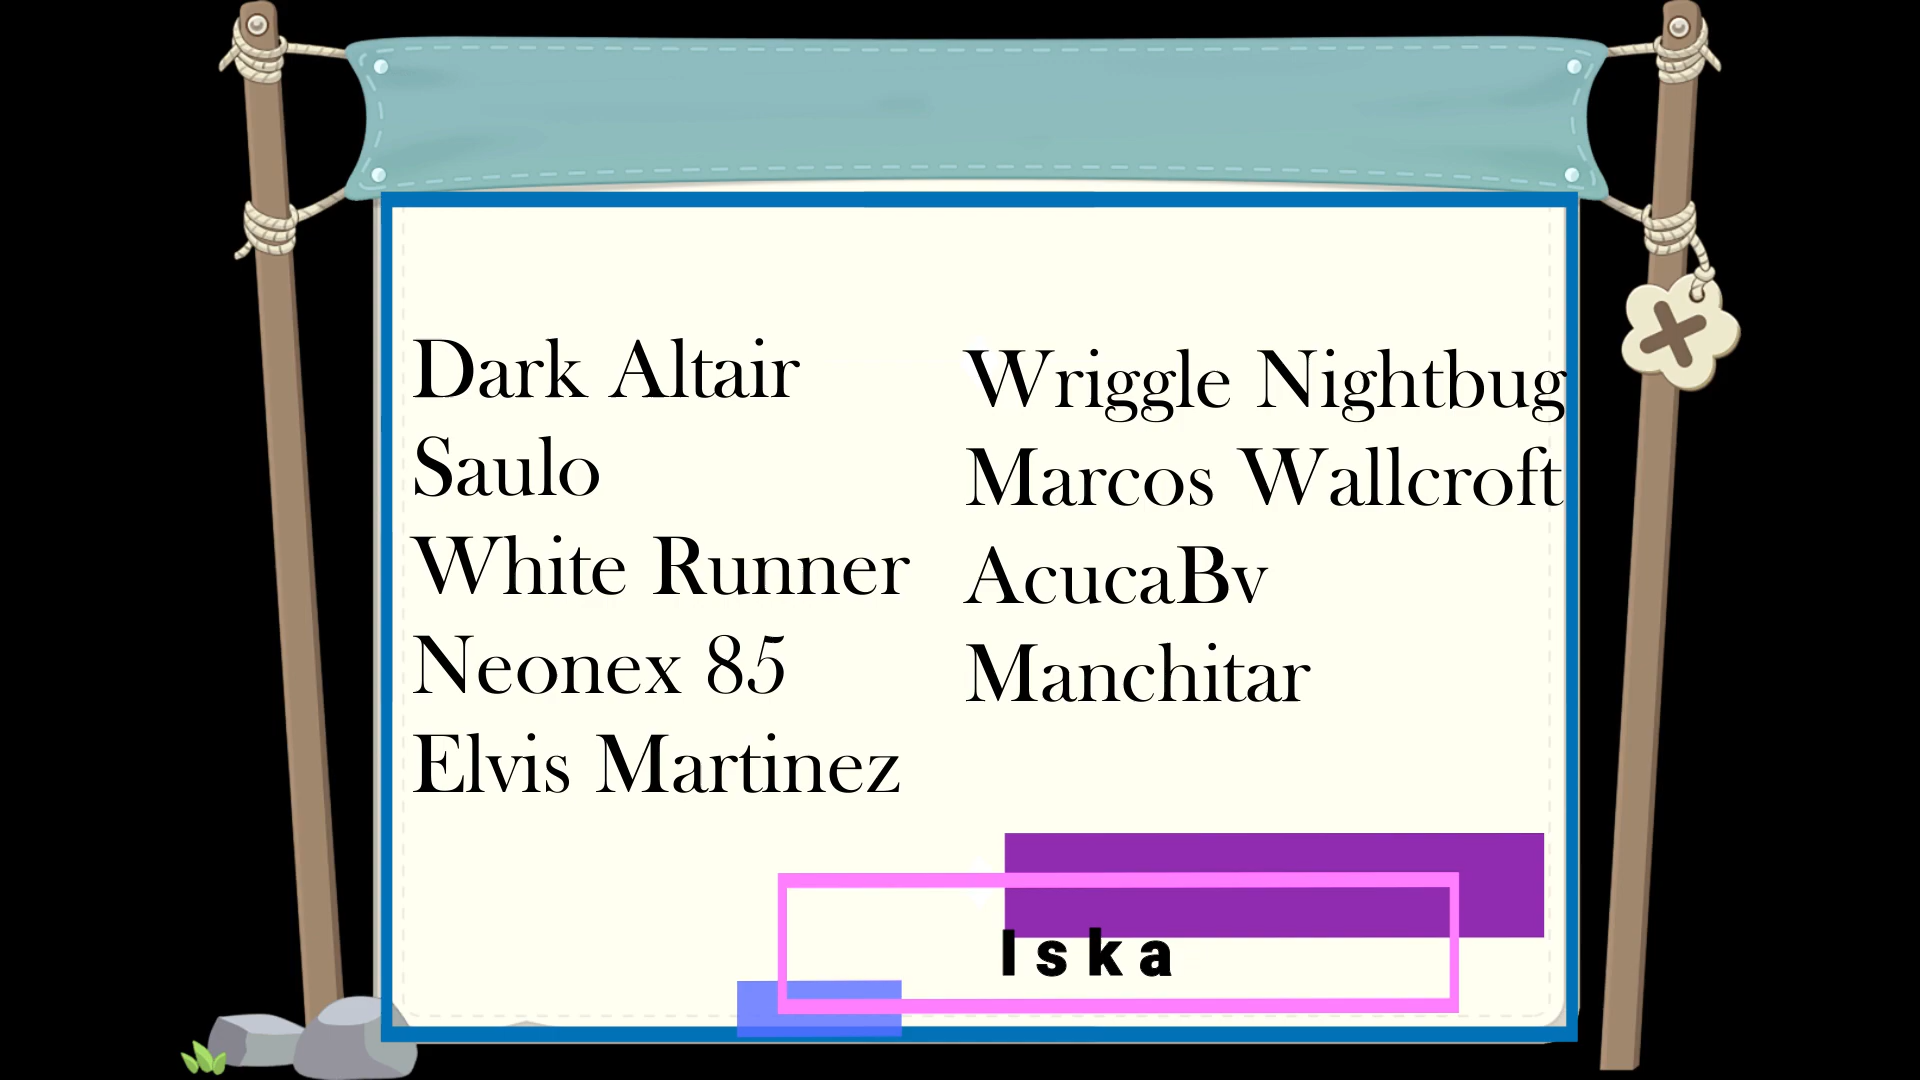 Dark Altair
Saulo
White Runner
Neonex 85
Elvis Martinez
Wriggle Nightbug
Marcos Wallcroft
AcucaBv
Manchitar
Iska